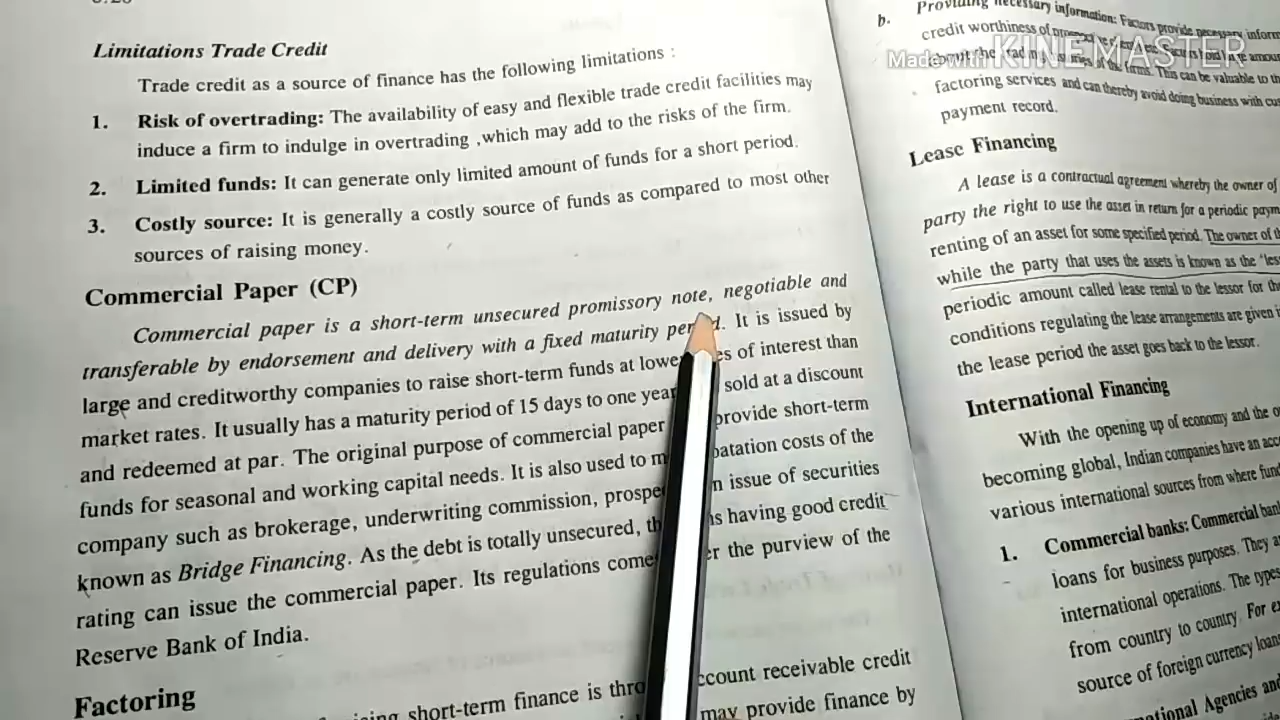 Limitations Trade Credit
Trade credit as a source of finance has the following limitations :
1. Risk of overtrading: The availability of easy and flexible trade credit facilities may
induce a firm to indulge in overtrading ,which may add to the risks of the firm.
2. Limited funds: It can generate only limited amount of funds for a short period.
3. Costly source: It is generally a costly source of funds as compared to most other
sources of raising money.
Commercial Paper (CP)
Commercial paper is a short-term unsecured promissory note, negotiable and
transferable by endorsement and delivery with a fixed maturity It is issued by
large and creditworthy companies to raise short-term funds at of interest than
market rates. It usually has a maturity period of 15 days to one sold at a discount
and redeemed at par. The original purpose of commercial paper provide short-term
funds for seasonal and working capital needs. It is also used to costs of the
company such as brokerage, underwriting commission, issue of securities
known as Bridge Financing. As the debt is totally unsecured, having good credit
rating can issue the commercial paper. Its regulations the purview of the
Reserve Bank of India.
Factoring
short-term finance is receivable credit
may provide finance by
b. Providing necessary information: Factors provide necessary
credit worthiness of
the firms. This can be valuable to
factoring services and can thereby avoid doing business with
payment record.
Lease Financing
A lease is a contractual agreement whereby the owner of
party the right to use the asset in return for a periodic
renting of an asset for some specified period. The owner of
while the party that uses the assets is known as the
periodic amount called lease rental to the lessor for
conditions regulating the lease arrangements are given
the lease period the asset goes back to the lessor.
International Financing
With the opening up of economy and the
becoming global, Indian companies have an
various international sources from where
1. Commercial banks: Commercial
loans for business purposes. They
international operations. The types
from country to country. For
source of foreign currency
Agencies and
Made with KINEMASTER